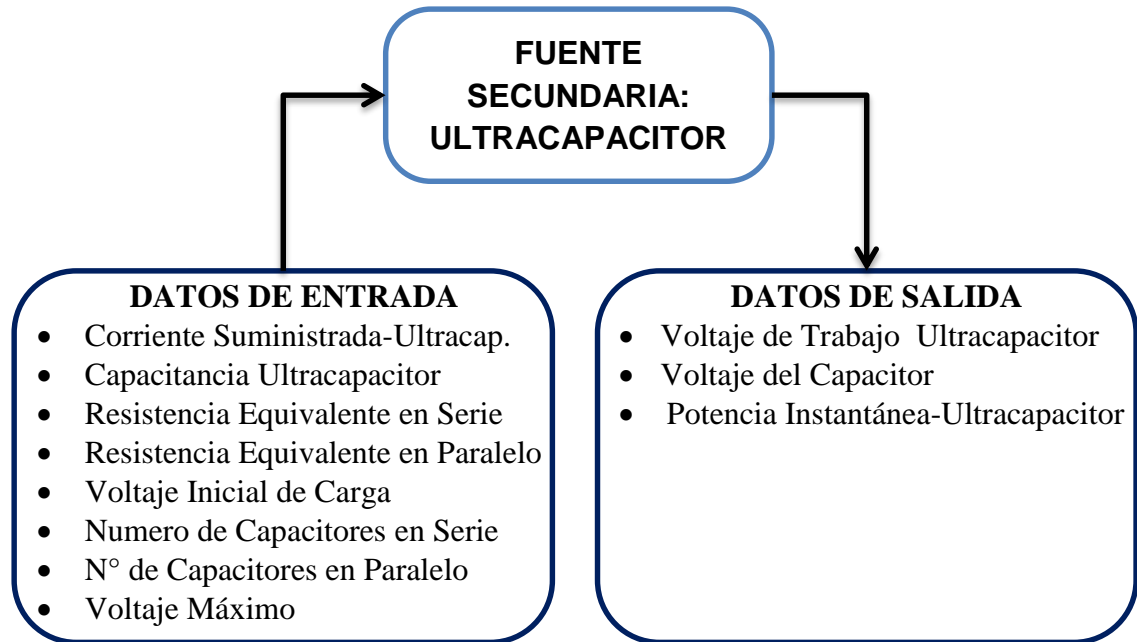 FUENTE
SECUNDARIA:
ULTRACAPACITOR
DATOS DE ENTRADA
• Corriente Suministrada-Ultracap.
• Capacitancia Ultracapacitor
• Resistencia Equivalente en Serie
• Resistencia Equivalente en Paralelo
• Voltaje Inicial de Carga
• Numero de Capacitores en Serie
• N° de Capacitores en Paralelo
• Voltaje Máximo
DATOS DE SALIDA
• Voltaje de Trabajo Ultracapacitor
• Voltaje del Capacitor
• Potencia Instantánea-Ultracapacitor